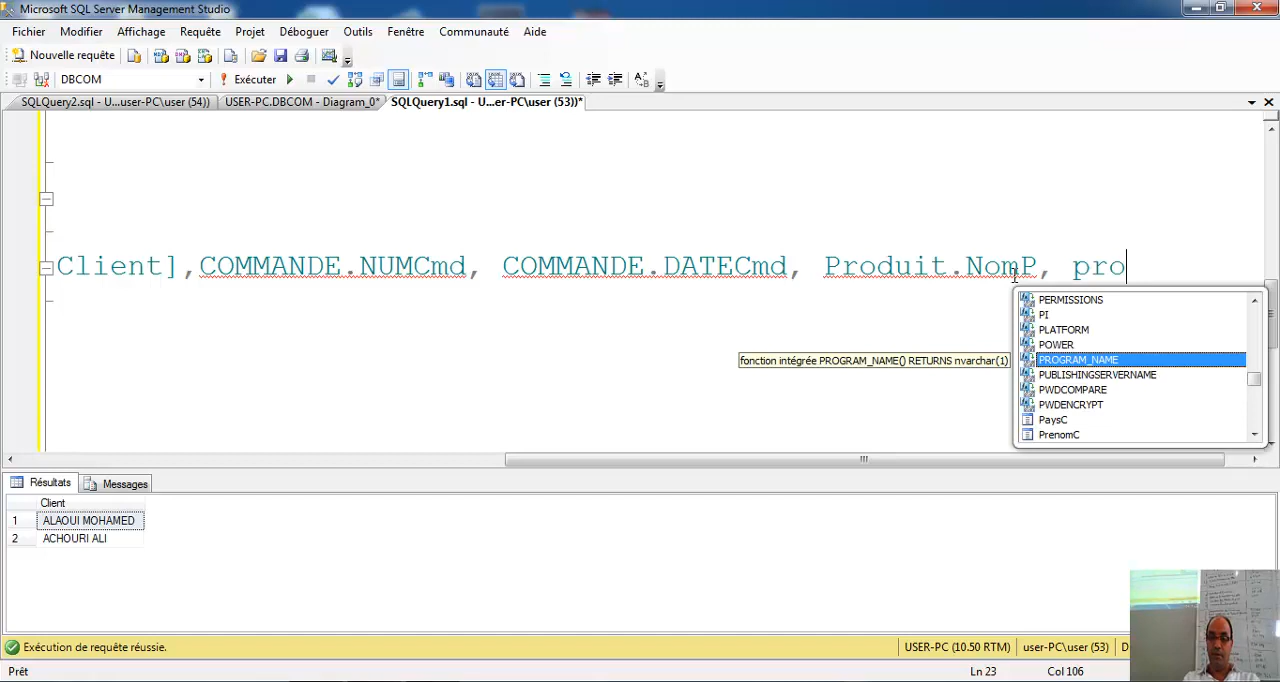 Microsoft SQL Server Management Studio
Fichier Modifier Affichage Requête Projet Déboguer Outils Fenêtre Communauté Aide
Nouvelle requête
DBCOM Exécuter
SQLQuery2.sql - U...user-PC\user (54)) USER-PC.DBCOM - Diagram_0* SQLQuery1.sql - U...er-PC\user (53))*
Client],COMMANDE.NUMCmd, COMMANDE.DATECmd, Produit.NomP, pro
PERMISSIONS
PI
PLATFORM
POWER
fonction intégrée PROGRAM_NAME() RETURNS nvarchar(1) PROGRAM_NAME
PUBLISHINGSERVERNAME
PWDCOMPARE
PWDENCRYPT
PaysC
PrenomC
Résultats Messages
Client
1 ALAOUI MOHAMED
2 ACHOURI ALI
Exécution de requête réussie. USER-PC (10.50 RTM) user-PC\user (53) D
Prêt Ln 23 Col 106